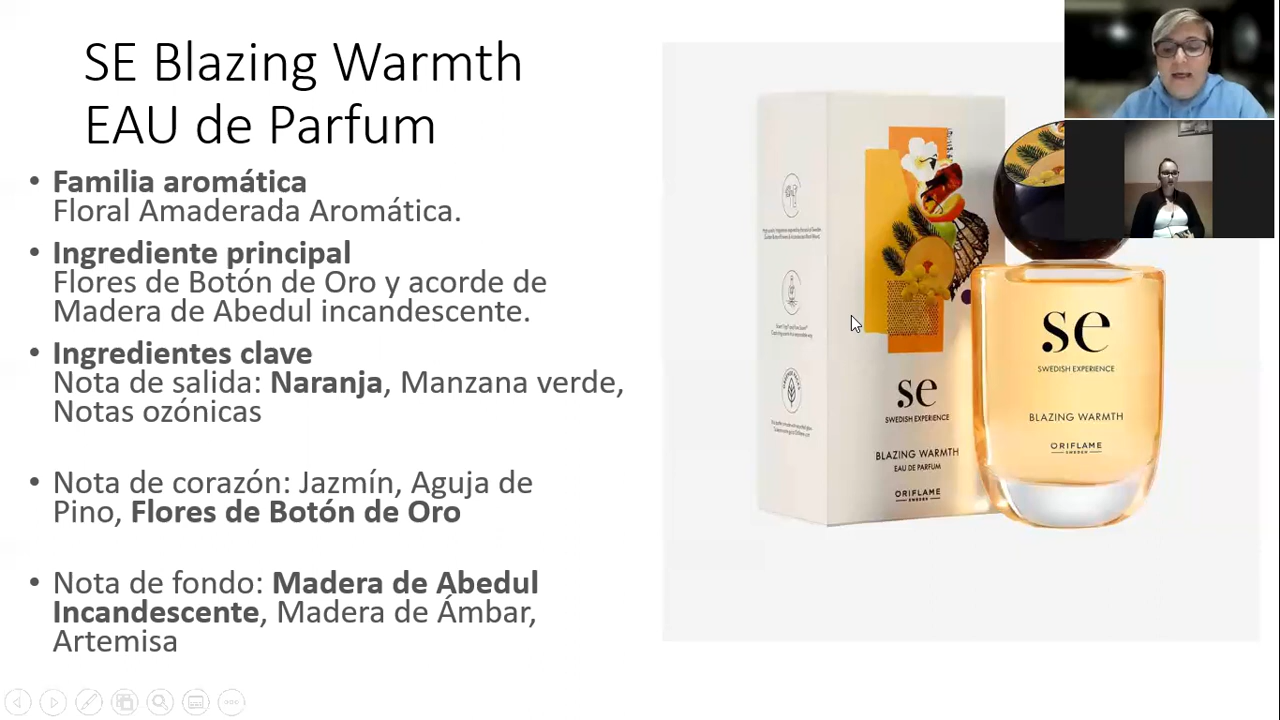 SE Blazing Warmth
EAU de Parfum
• Familia aromática
Floral Amaderada Aromática.
• Ingrediente principal
Flores de Botón de Oro y acorde de
Madera de Abedul incandescente.
• Ingredientes clave
Nota de salida: Naranja, Manzana verde,
Notas ozónicas
• Nota de corazón: Jazmín, Aguja de
Pino, Flores de Botón de Oro
• Nota de fondo: Madera de Abedul
Incandescente, Madera de Ámbar,
Artemisa
se
SWEDISH EXPERIENCE
BLAZING WARMTH
EAU DE PARFUM
ORIFLAME
SWEDEN
se
SWEDISH EXPERIENCE
BLAZING WARMTH
ORIFLAME
SWEDEN